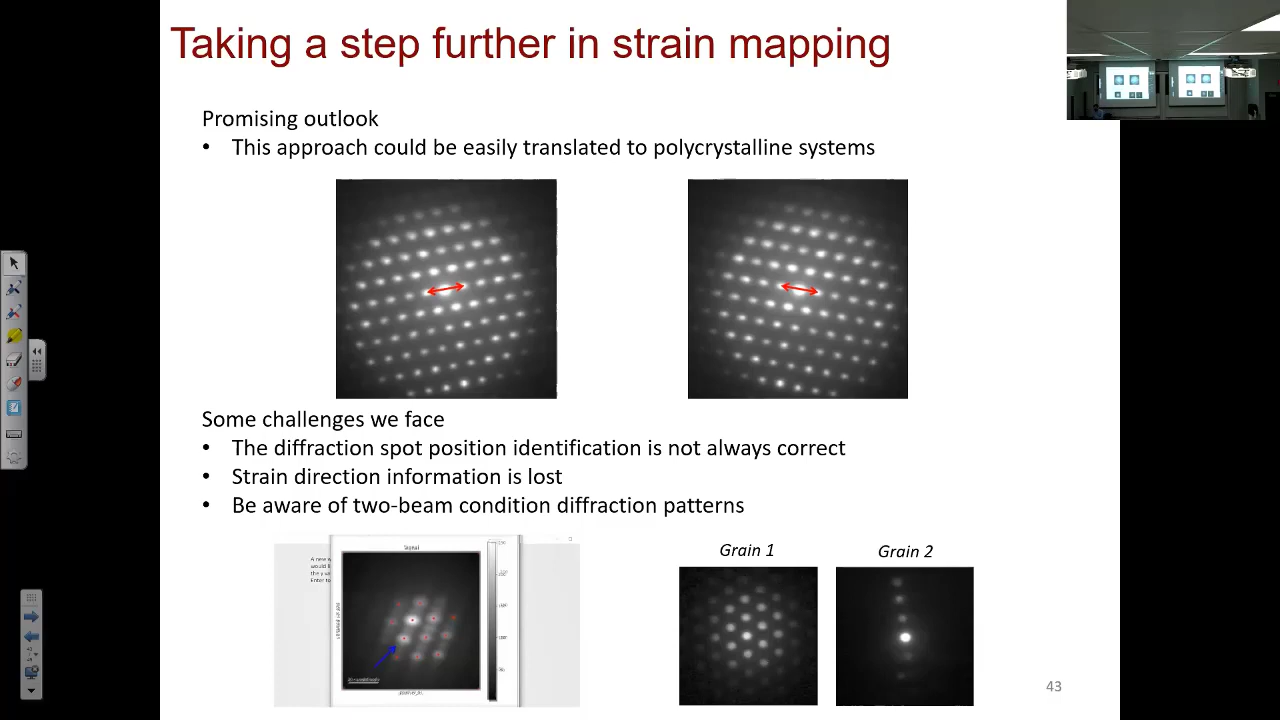 Taking a step further in strain mapping
Promising outlook
• This approach could be easily translated to polycrystalline systems
Some challenges we face
• The diffraction spot position identification is not always correct
• Strain direction information is lost
• Be aware of two-beam condition diffraction patterns
Signal
Grain 1
Grain 2
43